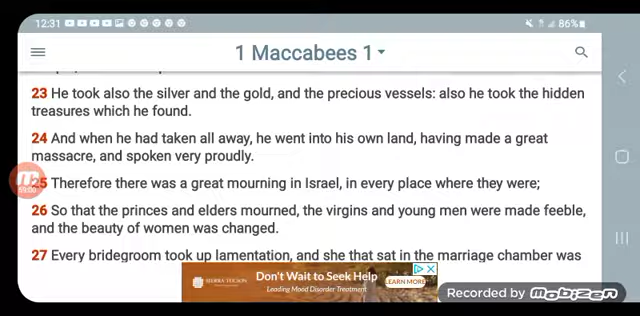 12:31
86%
1 Maccabees 1
23 He took also the silver and the gold, and the precious vessels: also he took the hidden
treasures which he found.
24 And when he had taken all away, he went into his own land, having made a great
massacre, and spoken very proudly.
25 Therefore there was a great mourning in Israel, in every place where they were;
59:00
26 So that the princes and elders mourned, the virgins and young men were made feeble,
and the beauty of women was changed.
27 Every bridegroom took up lamentation, and she that sat in the marriage chamber was
SIERRA TUCSON
Don't Wait to Seek Help
Leading Mood Disorder Treatment
LEARN MORE
Recorded by mobizen